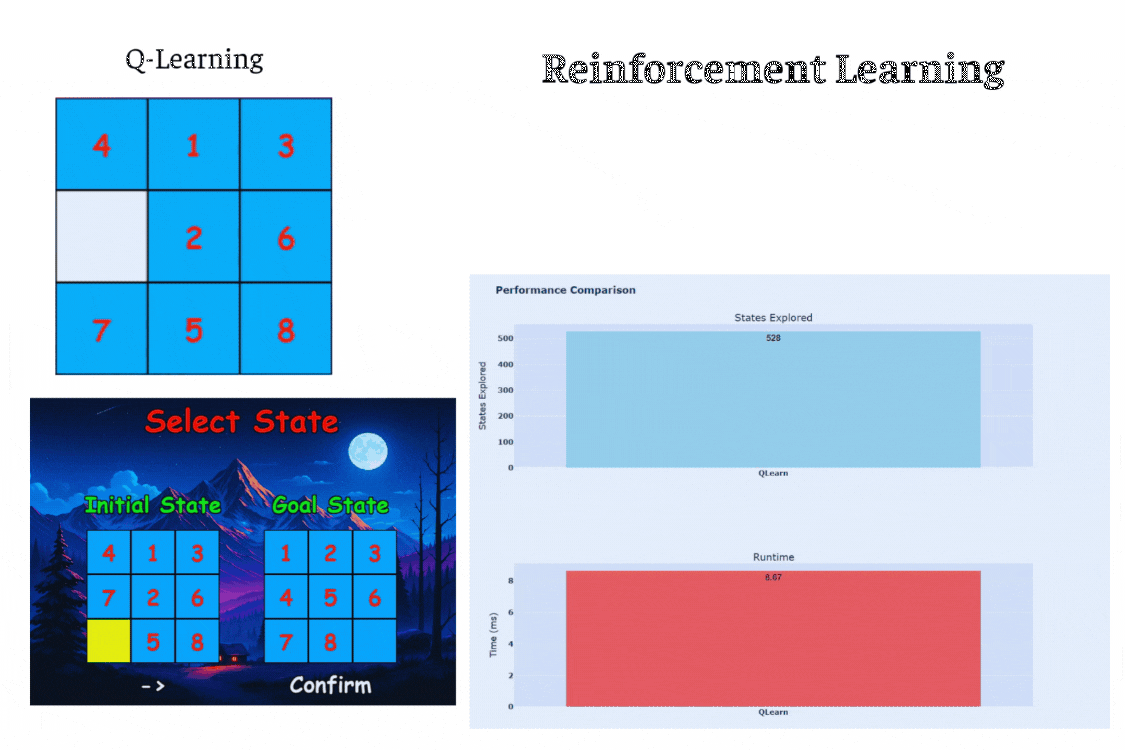 Q-Learning
Reinforcement Learning
4 1 3
2 6
7 5 8
Select State
Initial State Goal State
4 1 3 1 2 3
7 2 6 4 5 6
5 8 7 8
-> Confirm
Performance Comparison
States Explored
528
500
400
300
200
100
0
States Explored
QLearn
Runtime
8.67
8
6
4
2
0
Time (ms)
QLearn